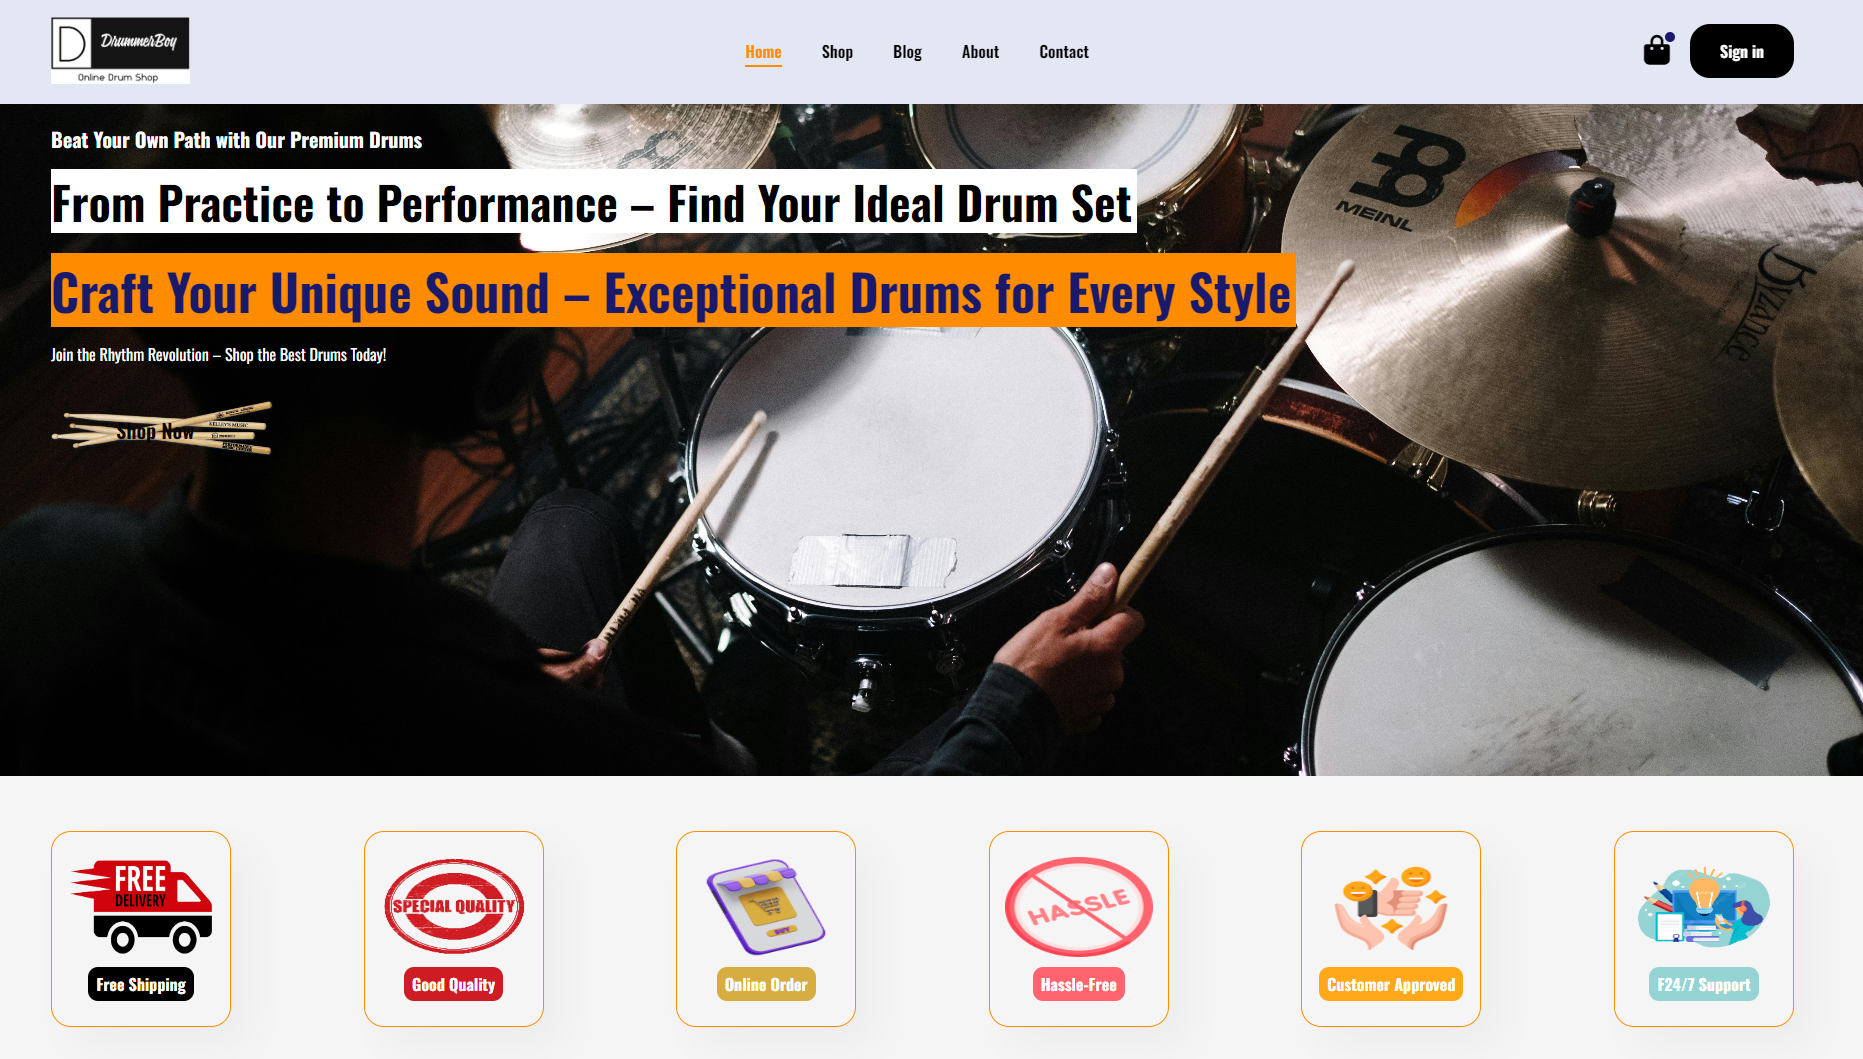 D DrummerBoy
Online Drum Shop
Home Shop Blog About Contact
Sign in
Beat Your Own Path with Our Premium Drums
From Practice to Performance – Find Your Ideal Drum Set
Craft Your Unique Sound – Exceptional Drums for Every Style
Join the Rhythm Revolution – Shop the Best Drums Today!
Shop Now
KELLEY'S MUSIC
MEINL
Byzance
FREE
DELIVERY
Free Shipping
SPECIAL QUALITY
Good Quality
BUY
Online Order
HASSLE
Hassle-Free
Customer Approved
F24/7 Support